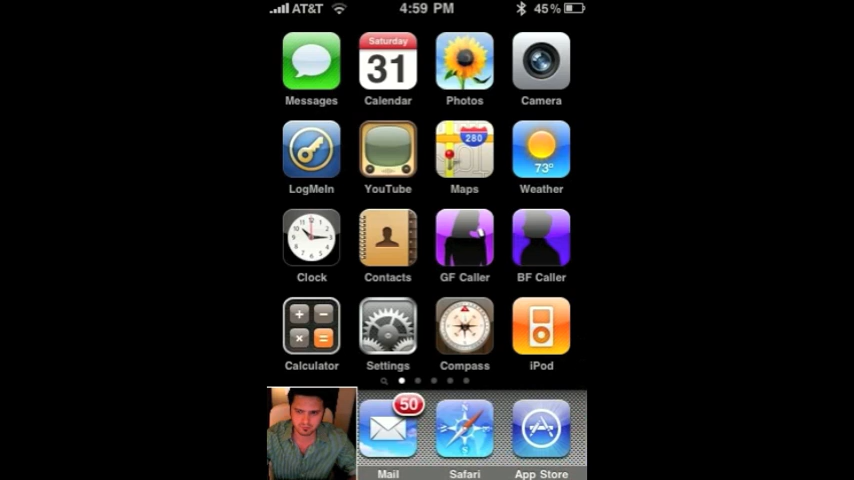 AT&T 4:59 PM 45%
Saturday
31
Messages Calendar Photos Camera
280
73°
LogMeIn YouTube Maps Weather
Clock Contacts GF Caller BF Caller
Calculator Settings Compass iPod
50
Mail Safari App Store